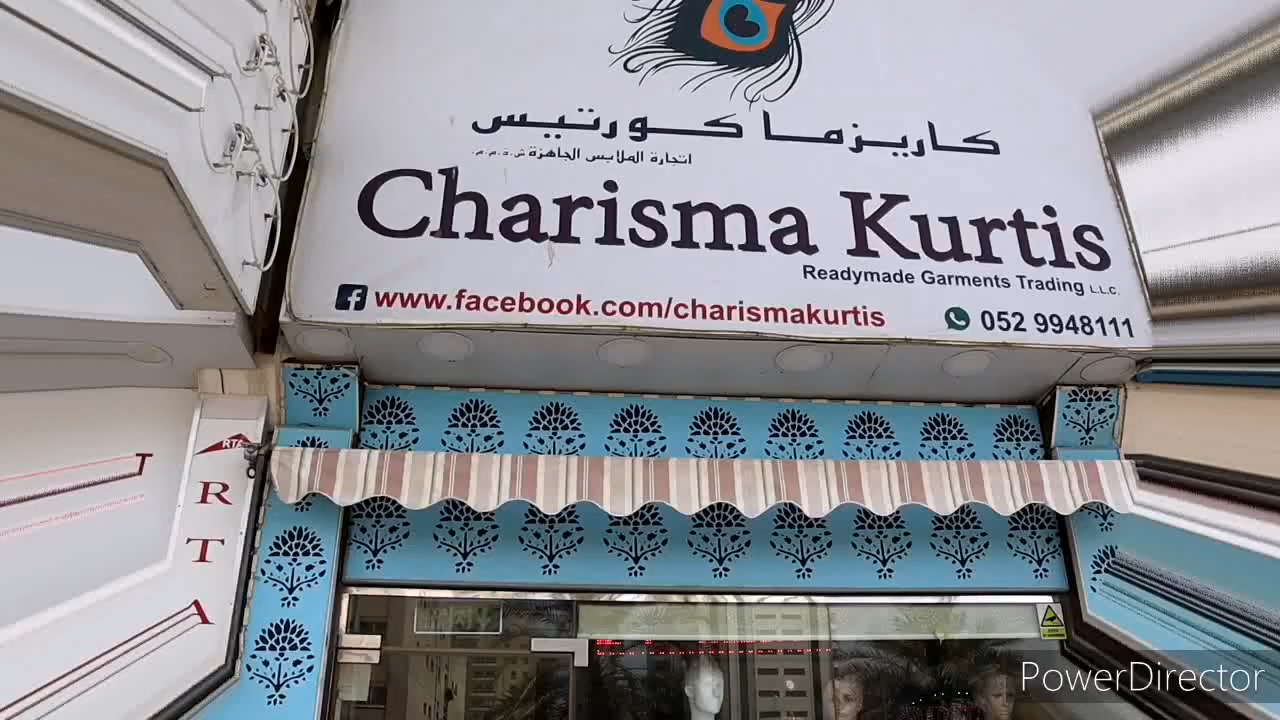 كاريزما كورتيس
لتجارة الملابس الجاهزة ش.ذ.م.م.
Charisma Kurtis
Readymade Garments Trading L.L.C.
www.facebook.com/charismakurtis
052 9948111
RTA
R
T
A
PowerDirector